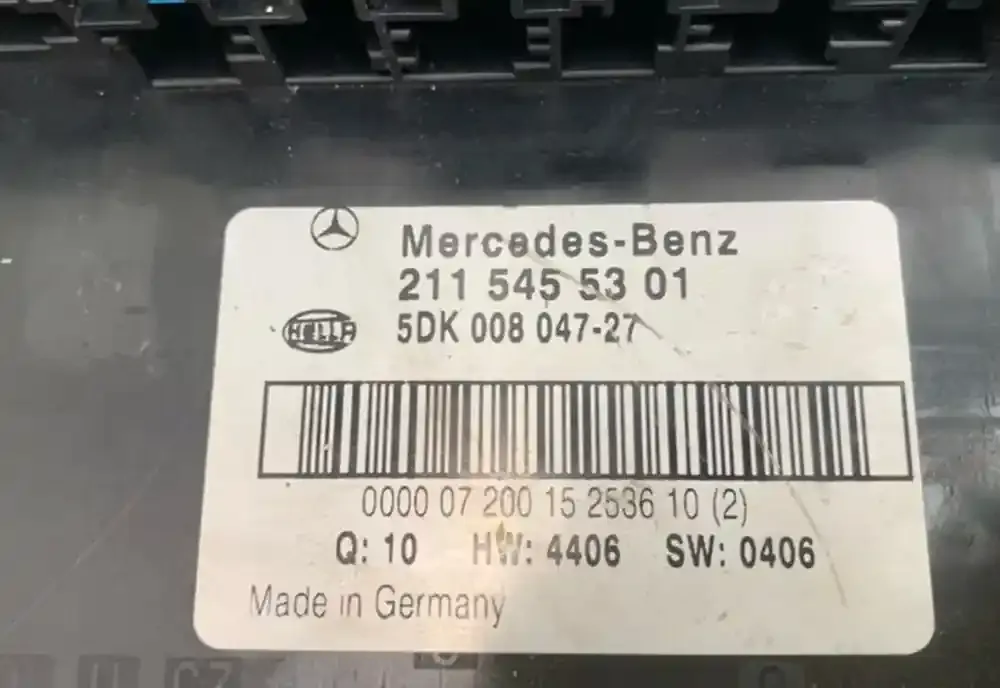 Mercedes-Benz
211 545 53 01
HELLA
5DK 008 047-27
0000 07 200 15 2536 10 (2)
Q: 10 HW: 4406 SW: 0406
Made in Germany